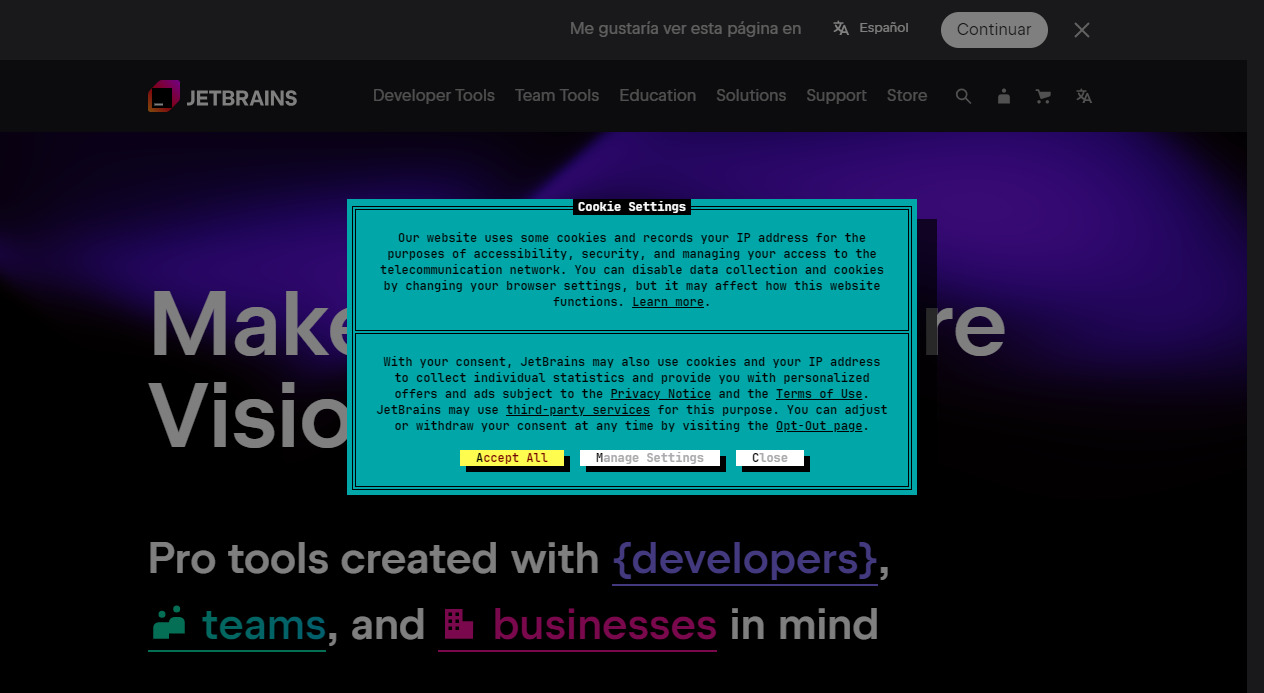 Me gustaría ver esta página en Español Continuar
JETBRAINS Developer Tools Team Tools Education Solutions Support Store
Cookie Settings
Our website uses some cookies and records your IP address for the
purposes of accessibility, security, and managing your access to the
telecommunication network. You can disable data collection and cookies
by changing your browser settings, but it may affect how this website
functions. Learn more.
With your consent, JetBrains may also use cookies and your IP address
to collect individual statistics and provide you with personalized
offers and ads subject to the Privacy Notice and the Terms of Use.
JetBrains may use third-party services for this purpose. You can adjust
or withdraw your consent at any time by visiting the Opt-Out page.
Accept All Manage Settings Close
Make re
Visio
Pro tools created with {developers},
teams, and businesses in mind